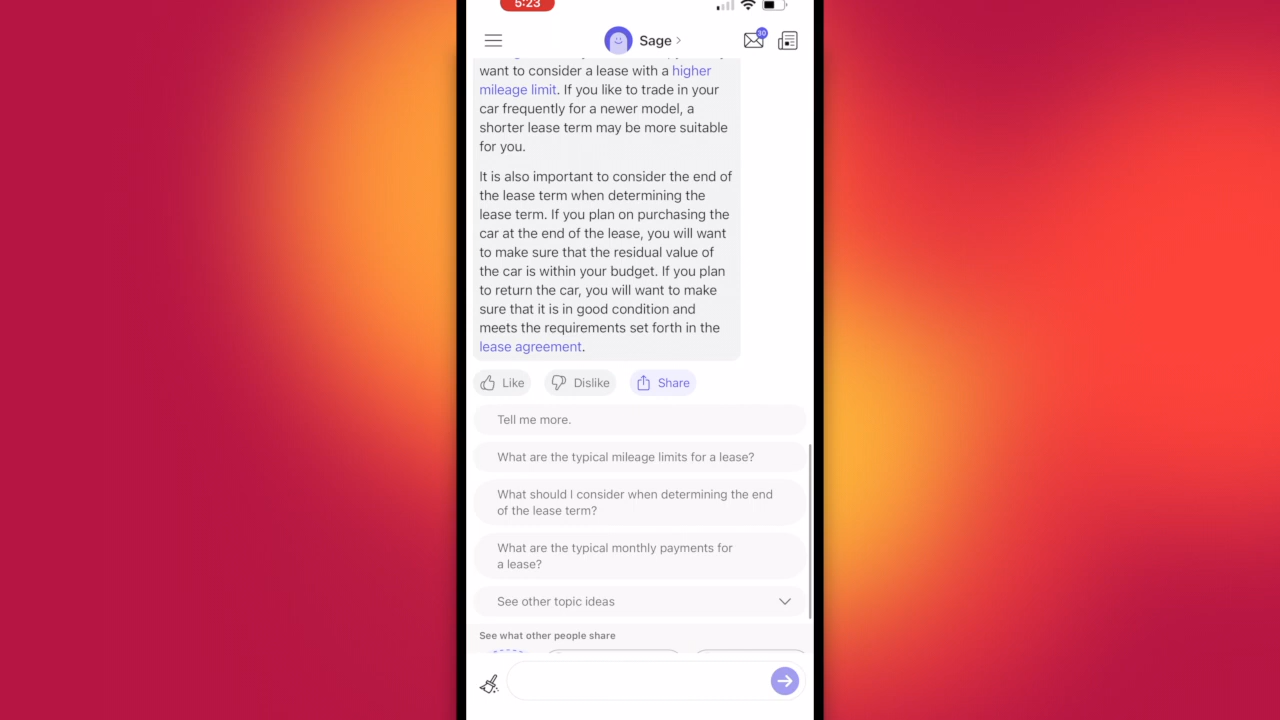 5:23
Sage >
30
want to consider a lease with a higher
mileage limit. If you like to trade in your
car frequently for a newer model, a
shorter lease term may be more suitable
for you.
It is also important to consider the end of
the lease term when determining the
lease term. If you plan on purchasing the
car at the end of the lease, you will want
to make sure that the residual value of
the car is within your budget. If you plan
to return the car, you will want to make
sure that it is in good condition and
meets the requirements set forth in the
lease agreement.
Like
Dislike
Share
Tell me more.
What are the typical mileage limits for a lease?
What should I consider when determining the end
of the lease term?
What are the typical monthly payments for
a lease?
See other topic ideas
See what other people share